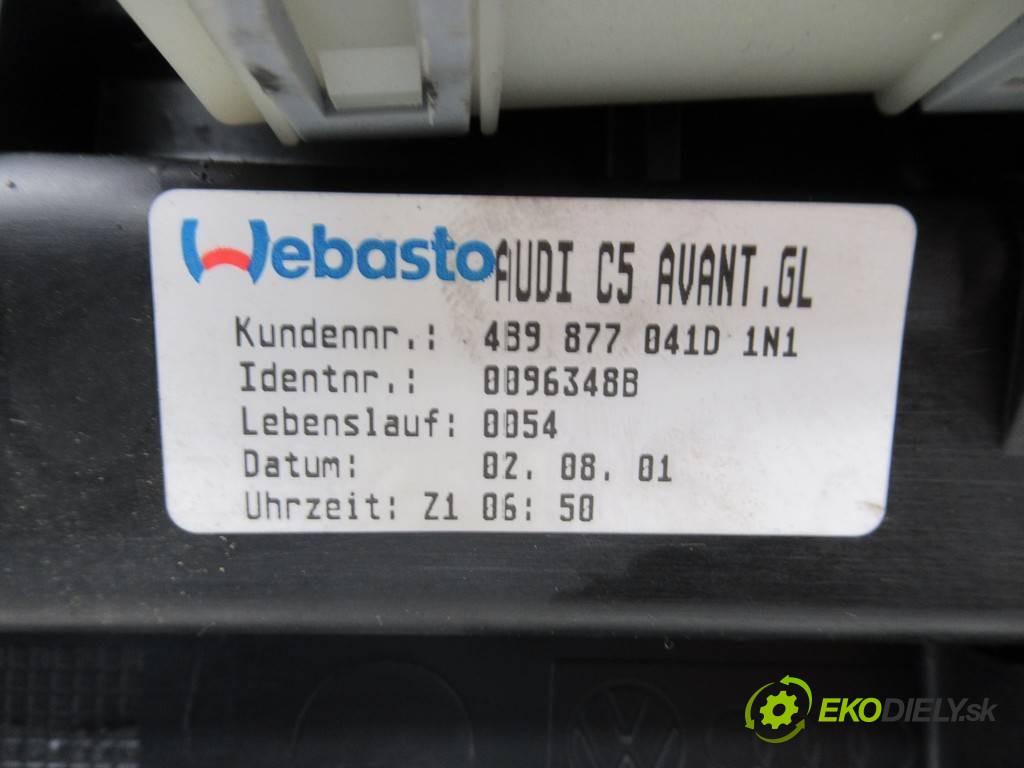 Webasto AUDI C5 AVANT.GL
Kundennr.: 4B9 877 041D 1N1
Identnr.: 0096348B
Lebenslauf: 0054
Datum: 02. 08. 01
Uhrzeit: Z1 06: 50
EKODIELY.sk